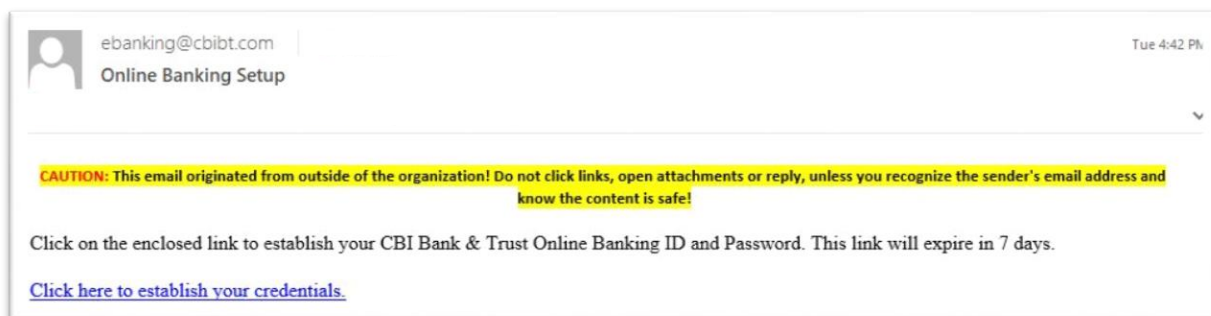 ebanking@cbibt.com
Tue 4:42 PM
Online Banking Setup
CAUTION: This email originated from outside of the organization! Do not click links, open attachments or reply, unless you recognize the sender's email address and
know the content is safe!
Click on the enclosed link to establish your CBI Bank & Trust Online Banking ID and Password. This link will expire in 7 days.
Click here to establish your credentials.